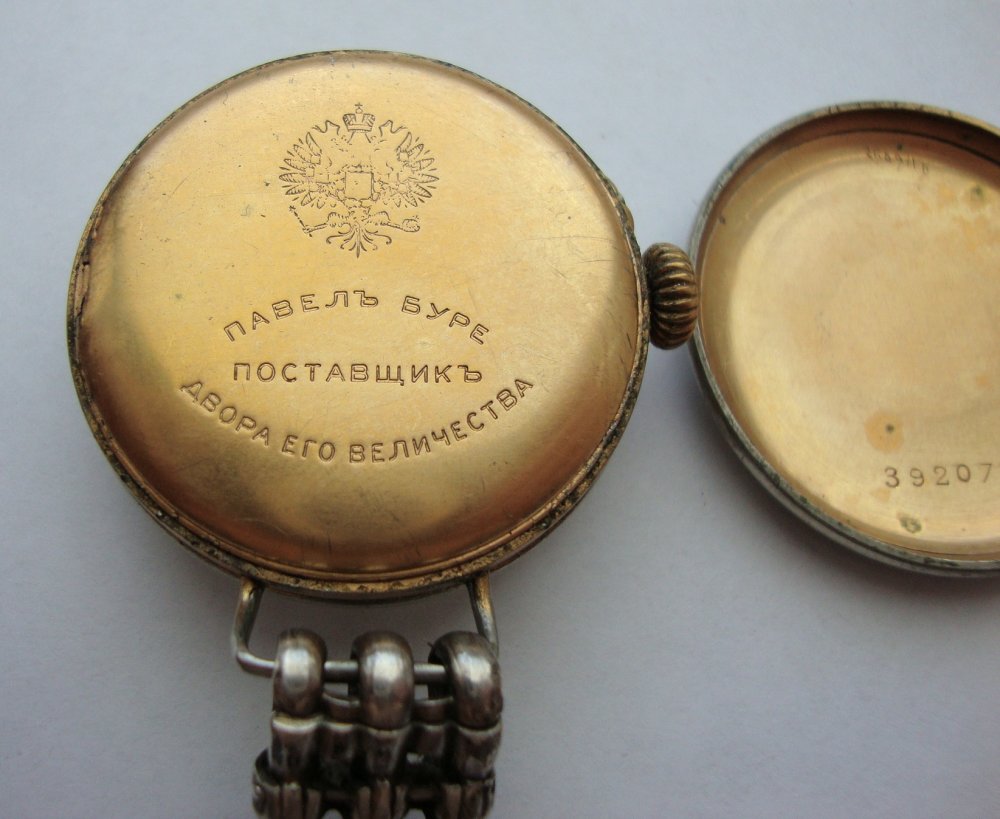 ПАВЕЛЪ БУРЕ
ПОСТАВЩИКЪ
ДВОРА ЕГО ВЕЛИЧЕСТВА
39207